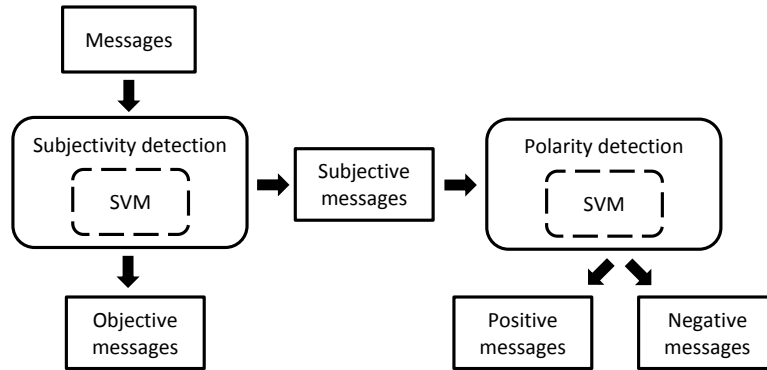 Messages
Subjectivity detection
SVM
Subjective
messages
Polarity detection
SVM
Objective
messages
Positive
messages
Negative
messages